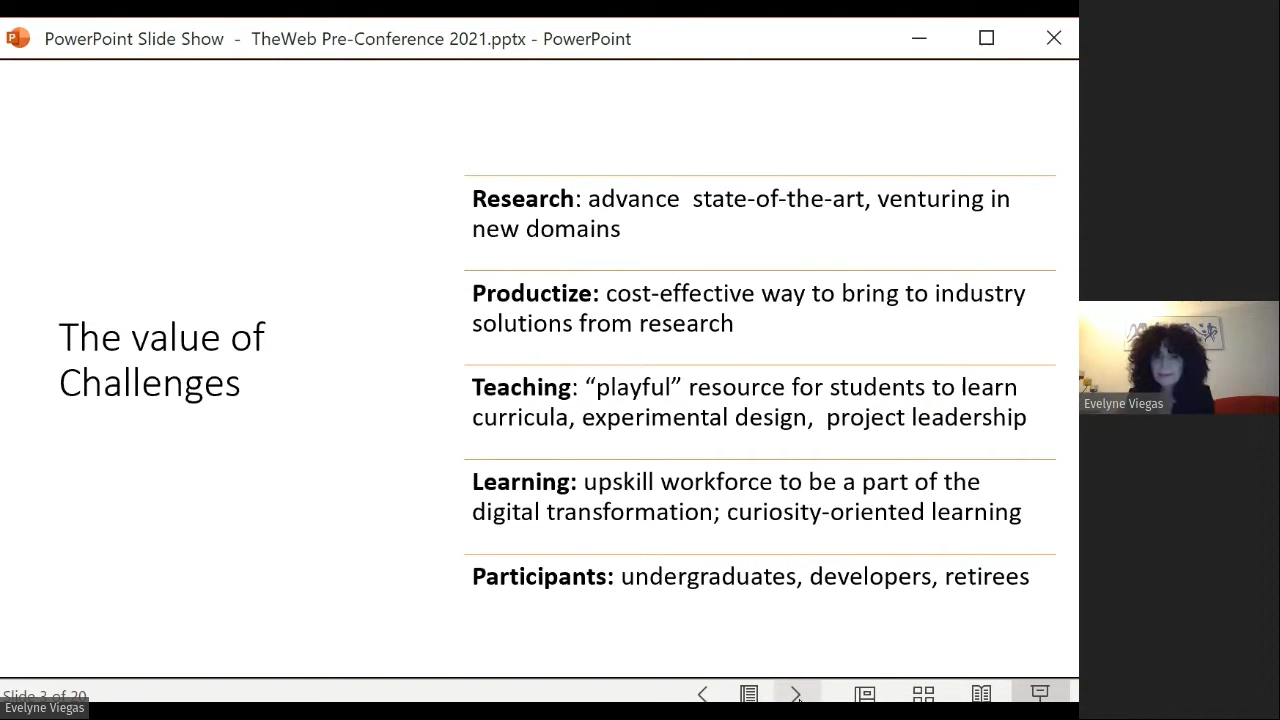 PowerPoint Slide Show - TheWeb Pre-Conference 2021.pptx - PowerPoint
The value of
Challenges
Research: advance  state-of-the-art, venturing in
new domains
Productize: cost-effective way to bring to industry
solutions from research
Teaching: “playful” resource for students to learn
curricula, experimental design,  project leadership
Learning: upskill workforce to be a part of the
digital transformation; curiosity-oriented learning
Participants: undergraduates, developers, retirees
Evelyne Viegas
Slide 3 of 20
Evelyne Viegas